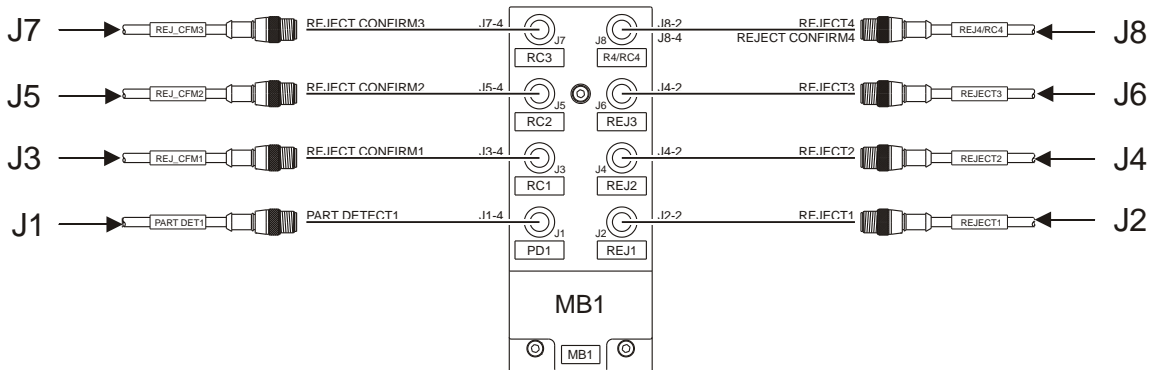 J7
REJ_CFM3
REJECT CONFIRM3
J7-4
J7
RC3
J8
R4/RC4
J8-2
J8-4
REJECT4
REJECT CONFIRM4
REJ4/RC4
J8
J5
REJ_CFM2
REJECT CONFIRM2
J5-4
J5
RC2
J6
REJ3
J4-2
REJECT3
REJECT3
J6
J3
REJ_CFM1
REJECT CONFIRM1
J3-4
J3
RC1
J4
REJ2
J4-2
REJECT2
REJECT2
J4
J1
PART DET1
PART DETECT1
J1-4
J1
PD1
J2
REJ1
J2-2
REJECT1
REJECT1
J2
MB1
MB1